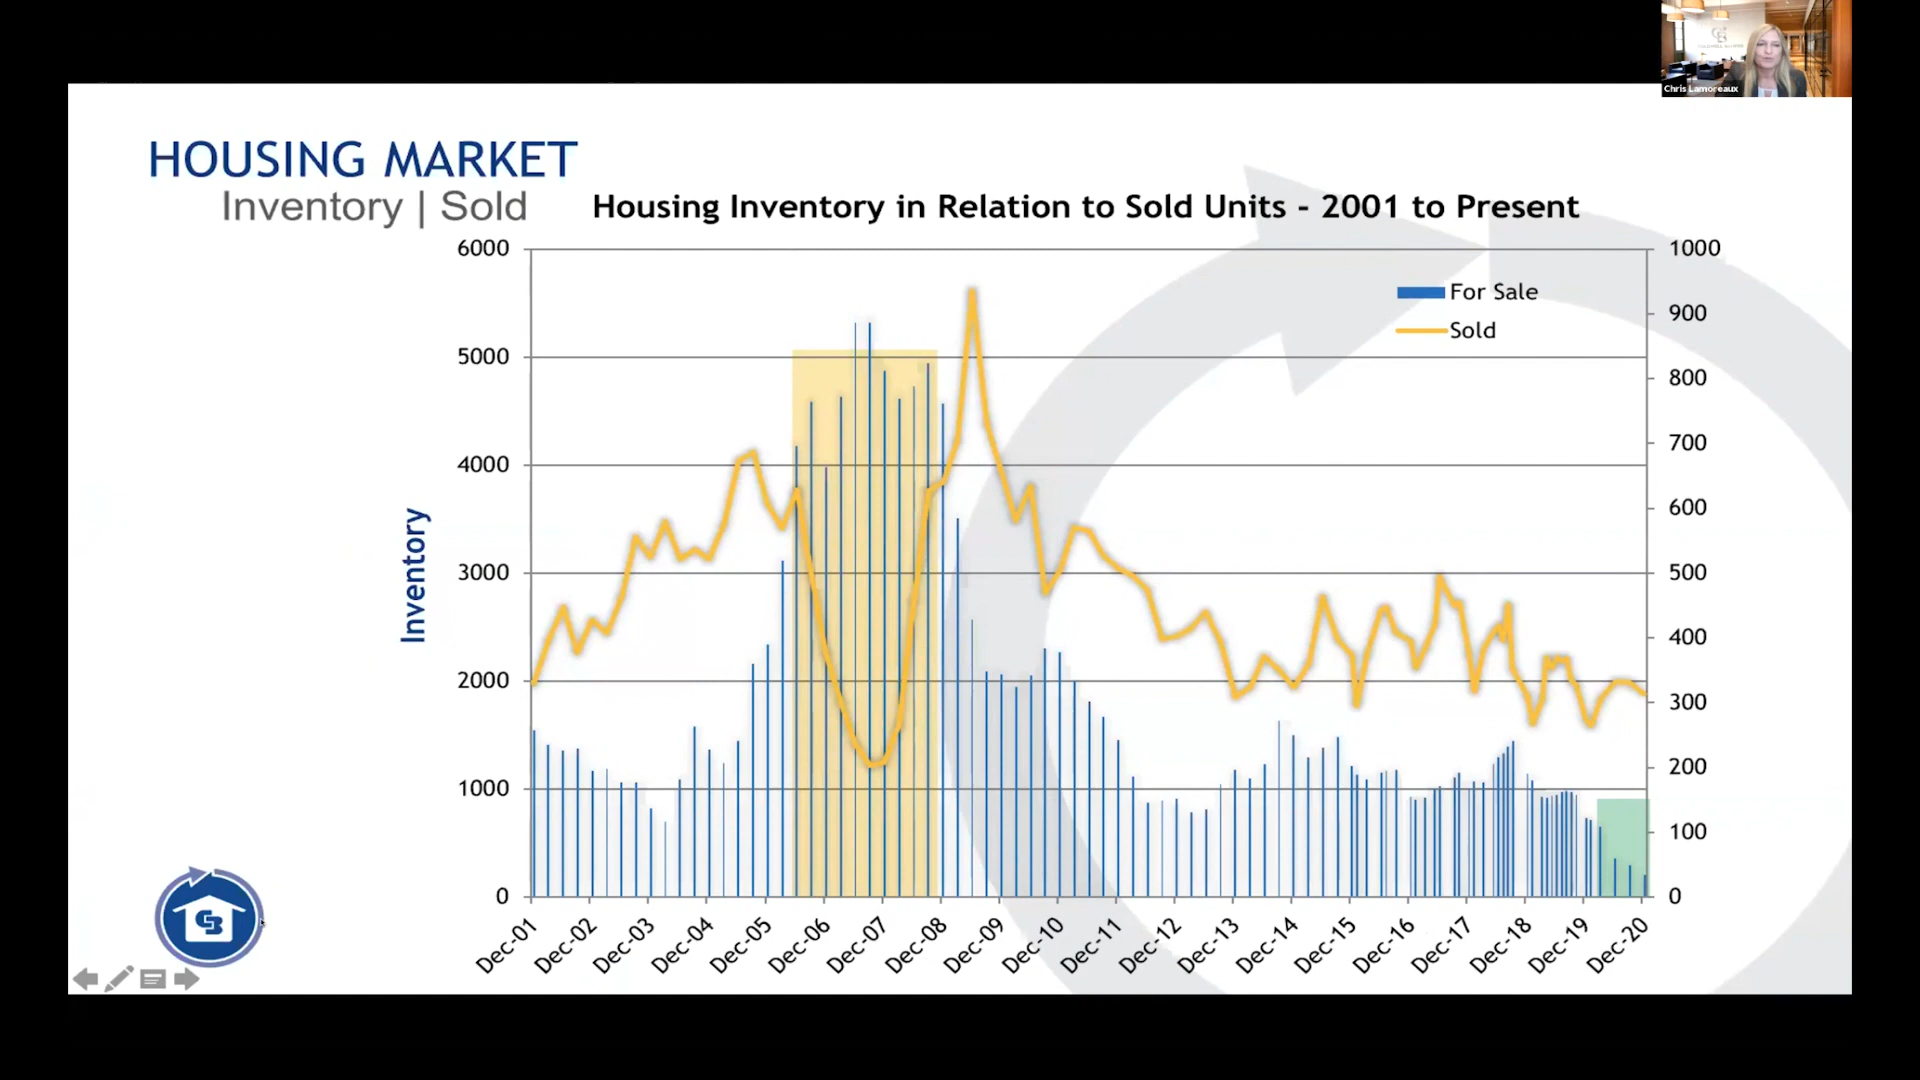 Chris Lamoreaux
HOUSING MARKET
Inventory | Sold
Housing Inventory in Relation to Sold Units - 2001 to Present
6000
5000
4000
3000
2000
1000
0
Inventory
1000
900
800
700
600
500
400
300
200
100
0
For Sale
Sold
Dec-01
Dec-02
Dec-03
Dec-04
Dec-05
Dec-06
Dec-07
Dec-08
Dec-09
Dec-10
Dec-11
Dec-12
Dec-13
Dec-14
Dec-15
Dec-16
Dec-17
Dec-18
Dec-19
Dec-20
CB